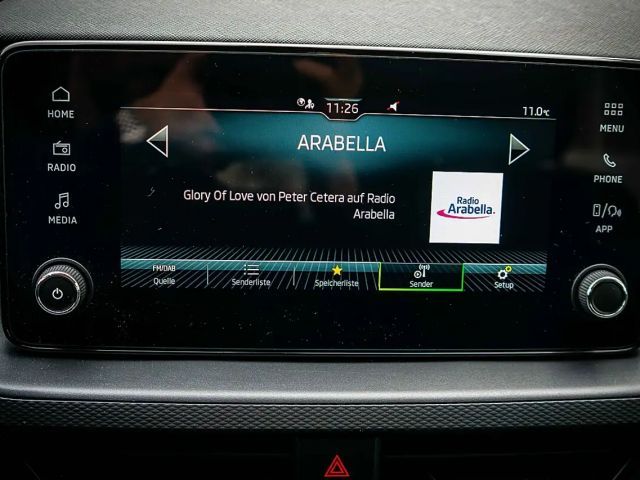 HOME
RADIO
MEDIA
11:26
11.0°C
ARABELLA
Glory Of Love von Peter Cetera auf Radio
Arabella
Radio
Arabella
FM/DAB
Quelle
Senderliste
Speicherliste
Sender
Setup
MENU
PHONE
APP